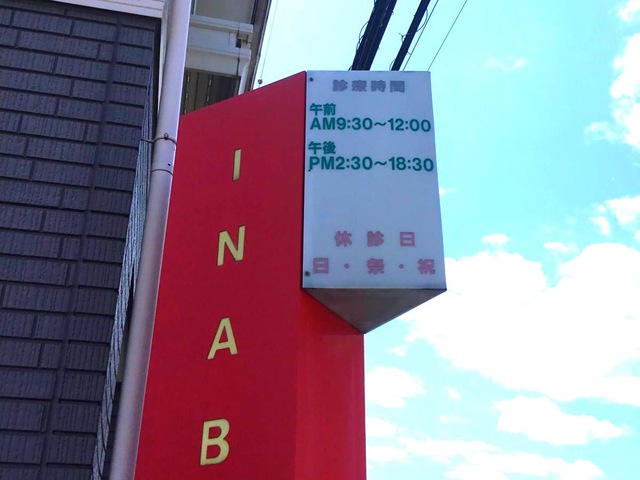 I
N
A
B
診療時間
午前
AM9:30～12:00
午後
PM2:30～18:30
休診日
日・祭・祝